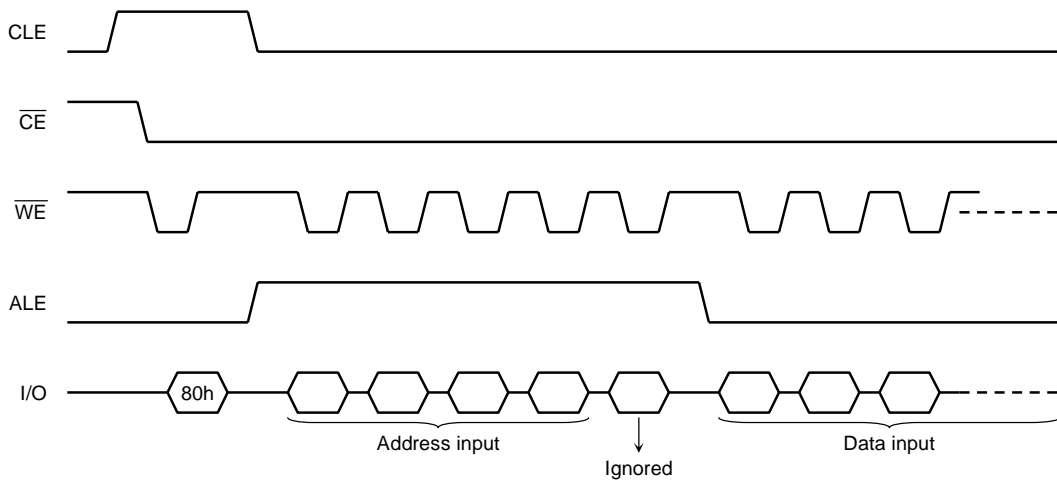 CLE
CE
WE
ALE
I/O
80h
Address input
Ignored
Data input